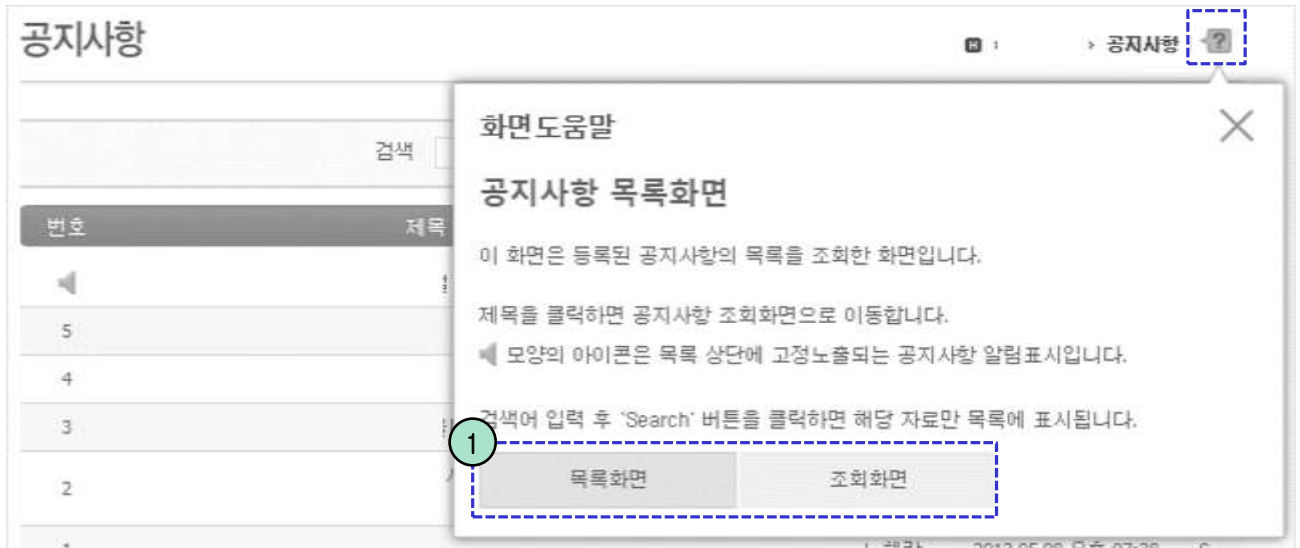 공지사항
H > 공지사항 ?
화면도움말
검색
공지사항 목록화면
번호 제목
이 화면은 등록된 공지사항의 목록을 조회한 화면입니다.
제목을 클릭하면 공지사항 조회화면으로 이동합니다.
5
모양의 아이콘은 목록 상단에 고정노출되는 공지사항 알림표시입니다.
4
검색어 입력 후 'Search' 버튼을 클릭하면 해당 자료만 목록에 표시됩니다.
3
1
목록화면 조회화면
2